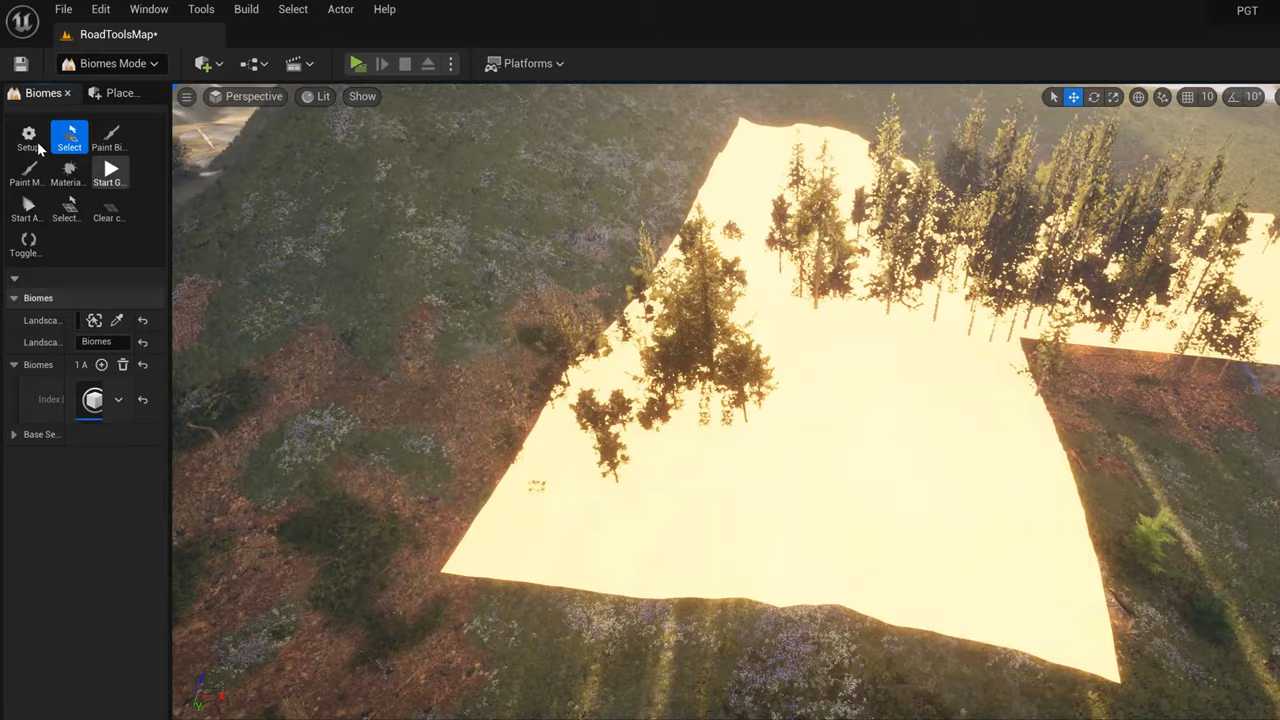 File Edit Window Tools Build Select Actor Help PGT
RoadToolsMap*
Biomes Mode Platforms
Biomes Place...
Perspective Lit Show 10 10°
Setup Select Paint Bi...
Paint M... Materia... Start G...
Start A... Select... Clear c...
Toggle...
Biomes
Landsca...
Landsca... Biomes
Biomes 1 A
Index [
Base Se...
X
Y